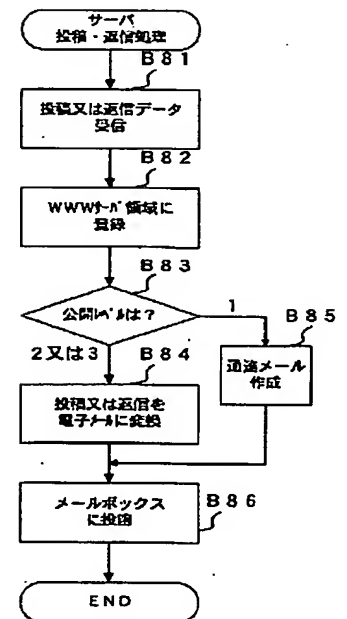 サーバ
投稿・返信処理
B81
投稿又は返信データ
受信
B82
WWWサーバ領域に
登録
B83
公開レベルは？
1
B85
2又は3
B84
通達メール
作成
投稿又は返信を
電子メールに変換
メールボックス
に投函
B86
END